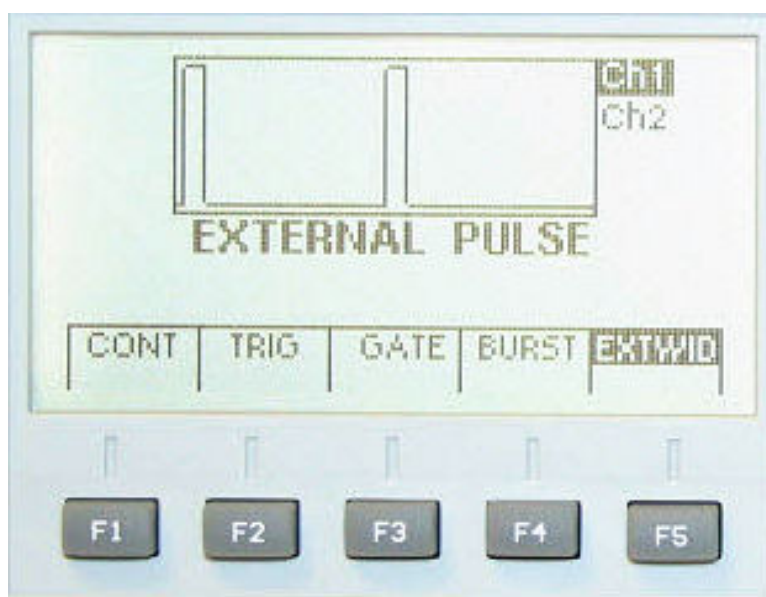 Ch1
Ch2
EXTERNAL PULSE
CONT TRIG GATE BURST EXTWID
F1 F2 F3 F4 F5